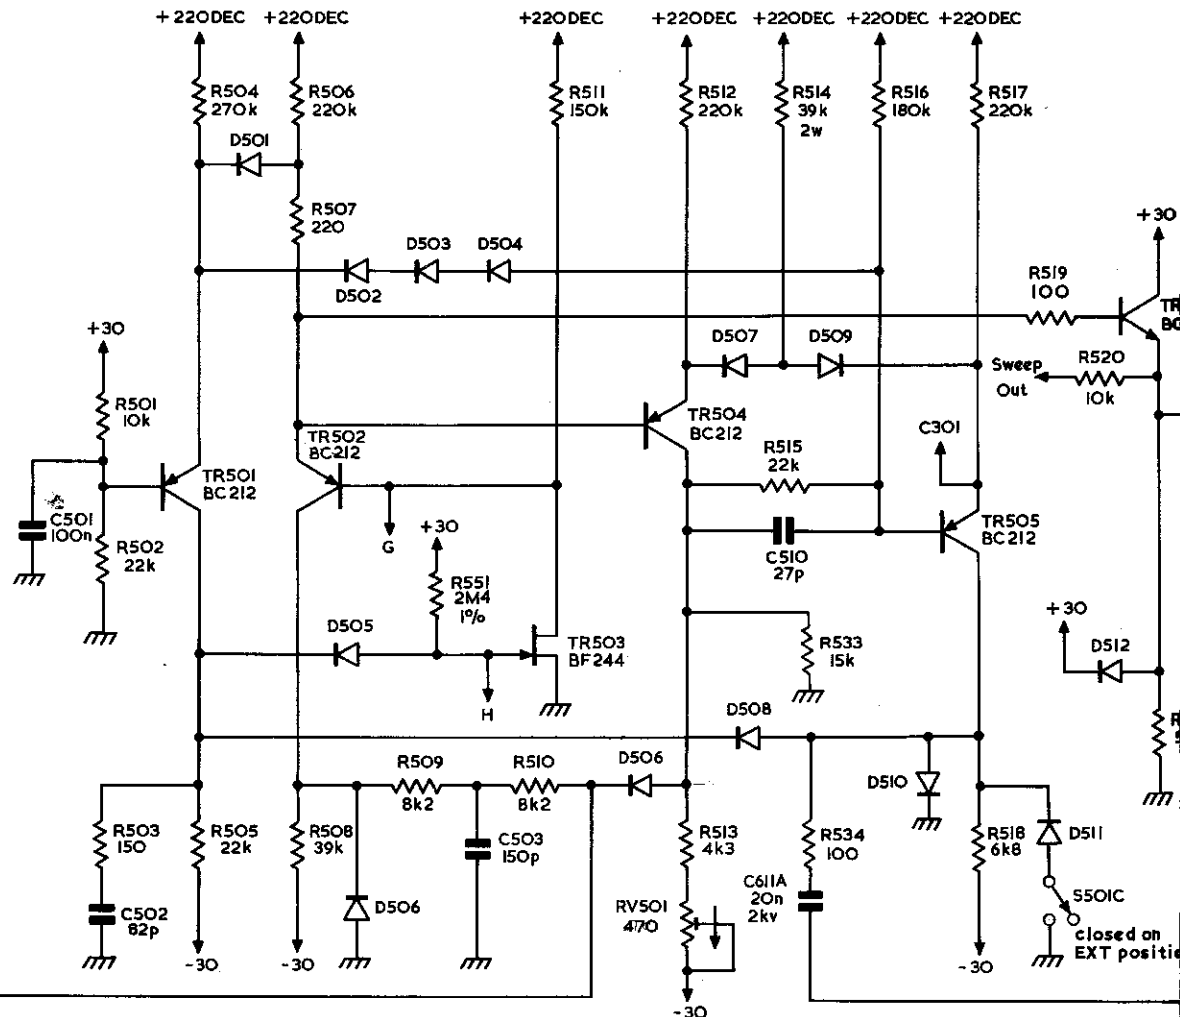 +220DEC +220DEC +220DEC +220DEC +220DEC +220DEC +220DEC
R504
270k
R506
220k
R511
150k
R512
220k
R514
39k
2w
R516
180k
R517
220k
D501
R507
220
D503
D504
D502
+30
R519
100
+30
R501
10k
D507
D509
Sweep
Out
R520
10k
TR504
BC212
C301
TR502
BC212
R515
22k
TR501
BC212
C501
100n
R502
22k
G
+30
C510
27p
TR505
BC212
R551
2M4
1%
D505
TR503
BF244
R533
15k
+30
D512
H
D508
R509
8k2
R510
8k2
D506
D510
R503
150
R505
22k
R508
39k
C503
150p
R513
4k3
R534
100
R518
6k8
D511
C502
82p
D506
RV501
470
C611A
20n
2kv
S501C
closed on
-30
-30
-30
-30